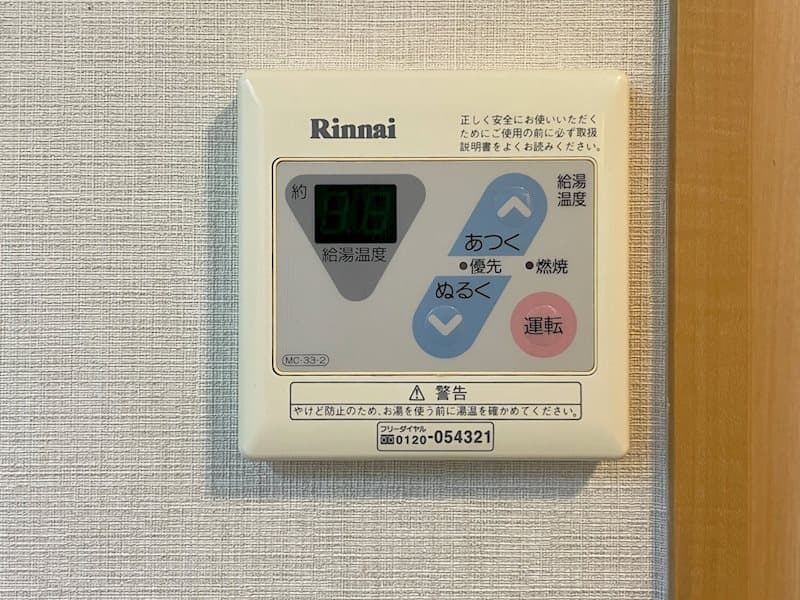 Rinnai
正しく安全にお使いいただく
ためにご使用の前に必ず取扱
説明書をよくお読みください。
約
給湯温度
給湯
温度
あつく
優先
燃焼
ぬるく
運転
MC-33-2
⚠ 警告
やけど防止のため、お湯を使う前に湯温を確かめてください。
フリーダイヤル
0120-054321